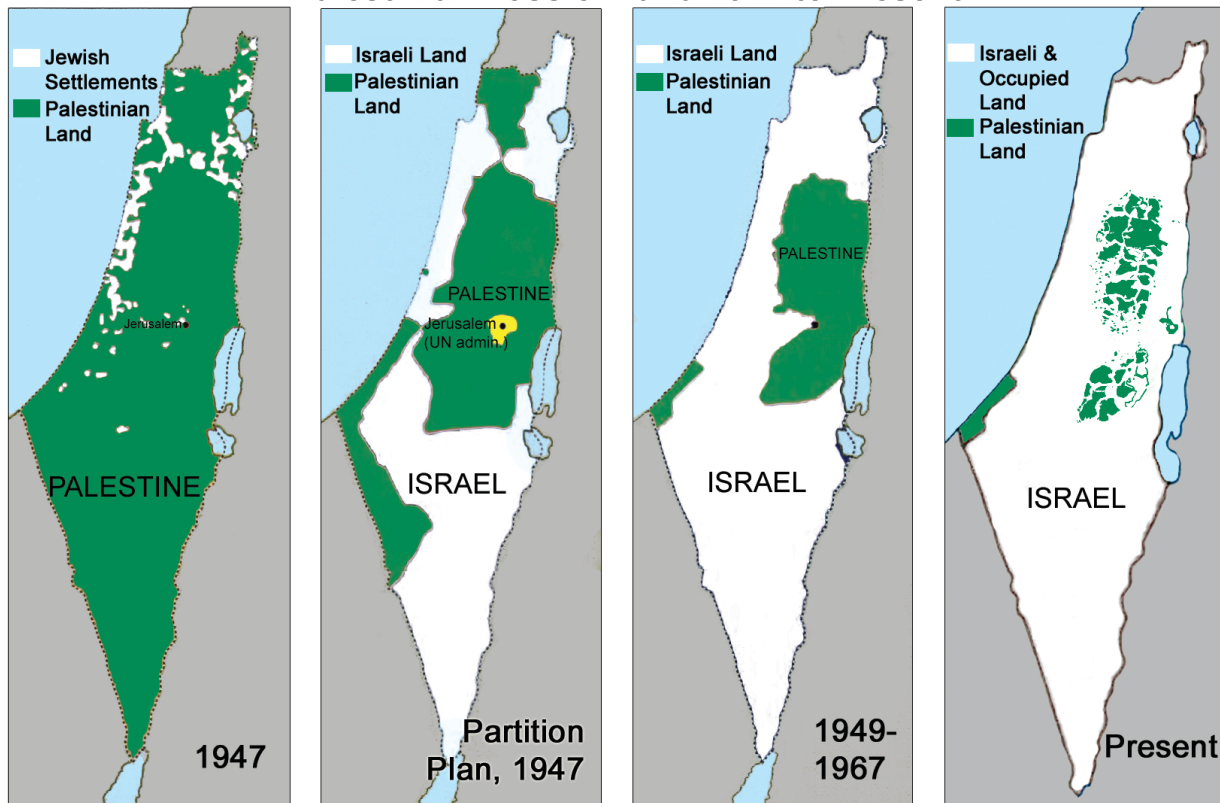 Jewish
Settlements
Palestinian
Land
Jerusalem
PALESTINE
1947
Israeli Land
Palestinian
Land
PALESTINE
Jerusalem
(UN admin.)
ISRAEL
Partition
Plan, 1947
Israeli Land
Palestinian
Land
PALESTINE
ISRAEL
1949-
1967
Israeli &
Occupied
Land
Palestinian
Land
ISRAEL
Present